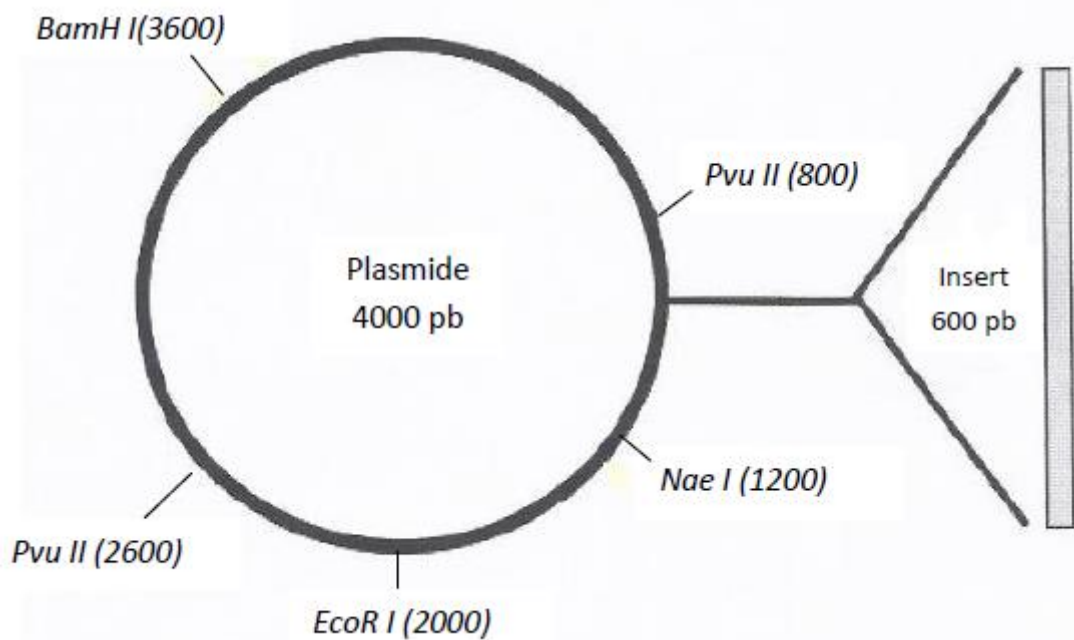 BamH I(3600)
Pvu II (800)
Plasmide
4000 pb
Insert
600 pb
Nae I (1200)
Pvu II (2600)
EcoR I (2000)